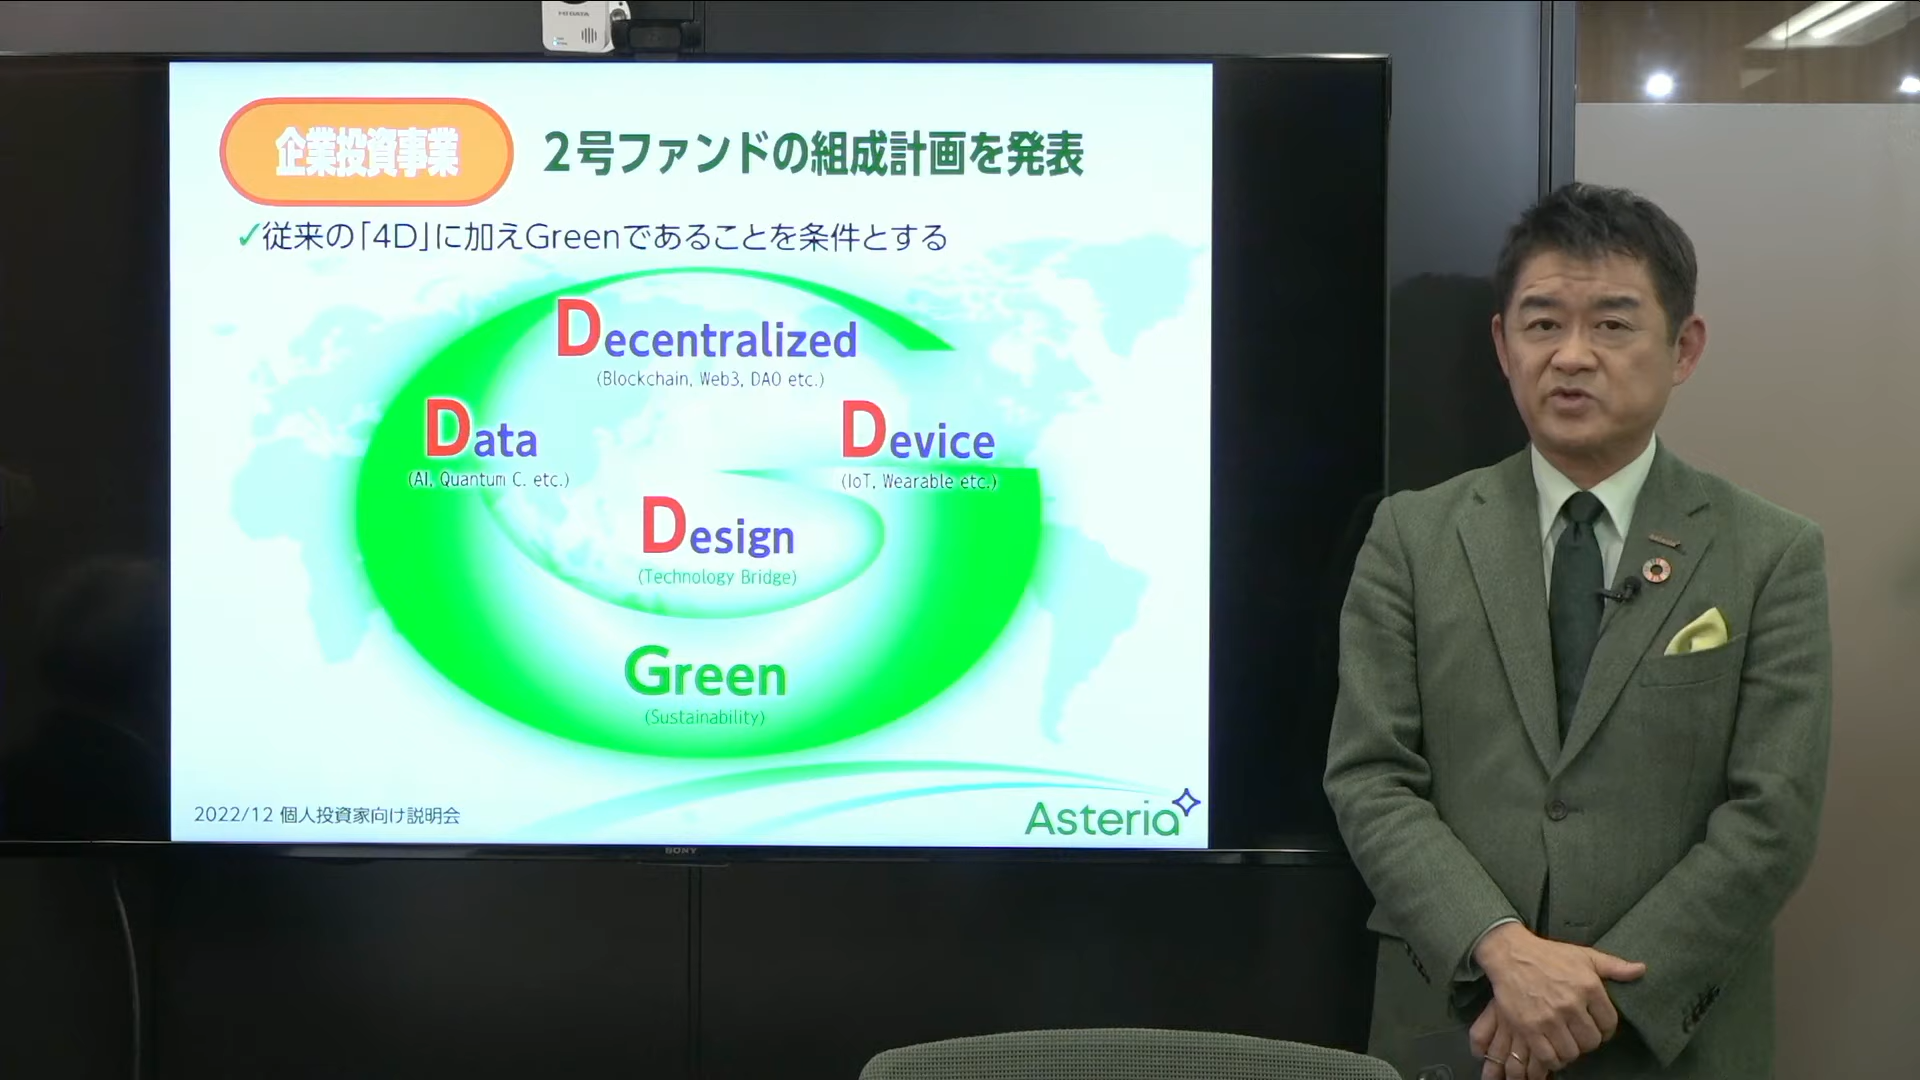 I-O DATA
企業投資事業
2号ファンドの組成計画を発表
✓従来の「4D」に加えGreenであることを条件とする
Decentralized
(Blockchain, Web3, DAO etc.)
Data
(AI, Quantum C. etc.)
Device
(IoT, Wearable etc.)
Design
(Technology Bridge)
Green
(Sustainability)
2022/12 個人投資家向け説明会
Asteria
SONY